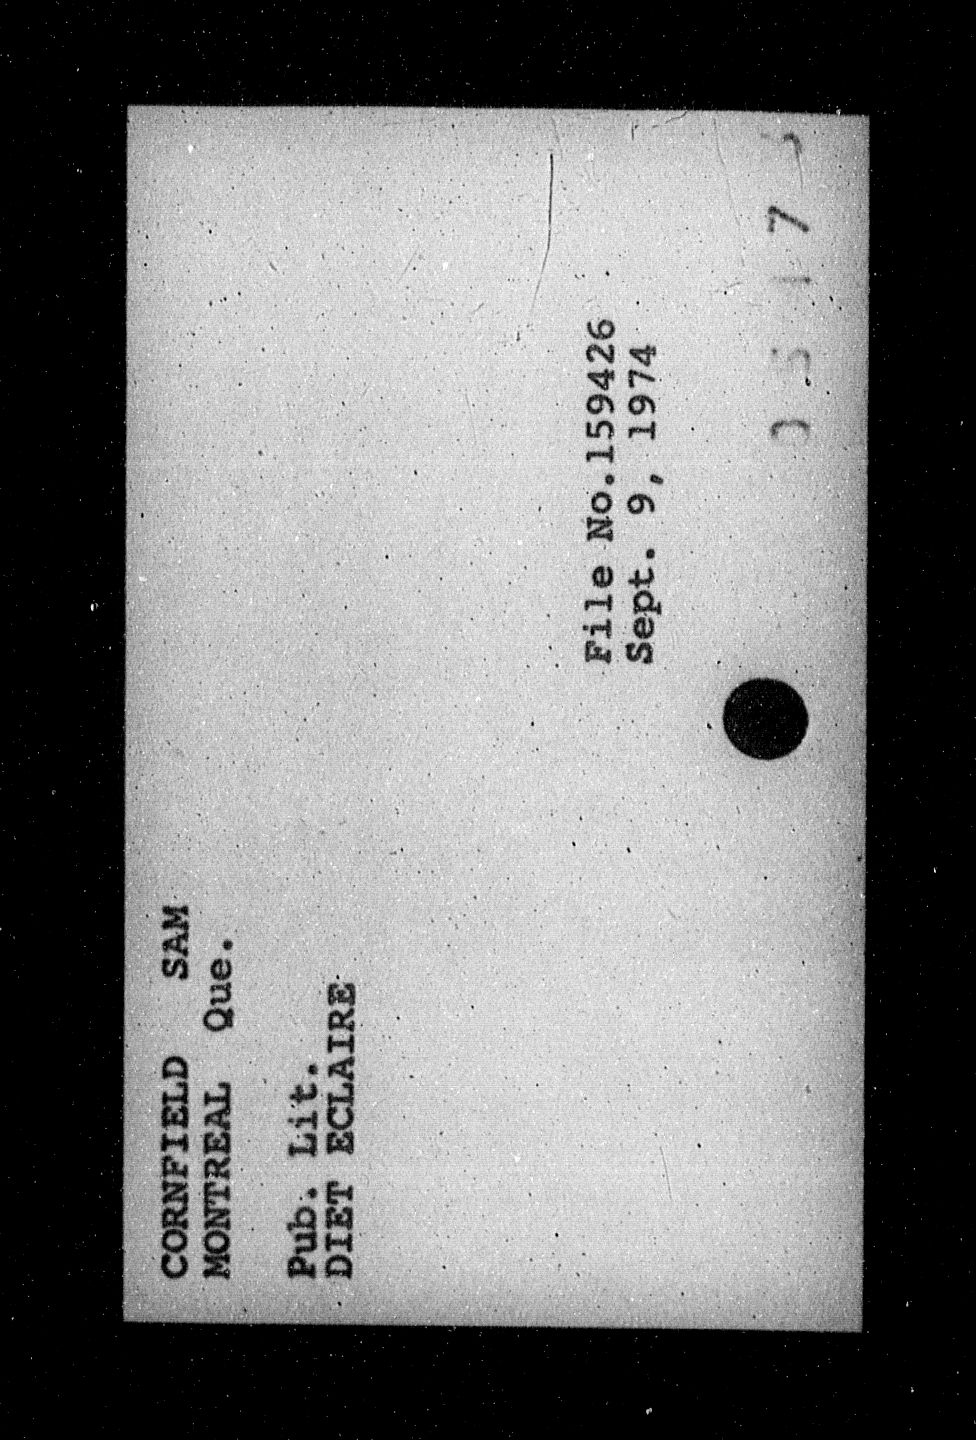 CORNFIELD SAM
MONTREAL Que.
Pub. Lit.
DIET ECLAIRE
File No.159426
Sept. 9, 1974